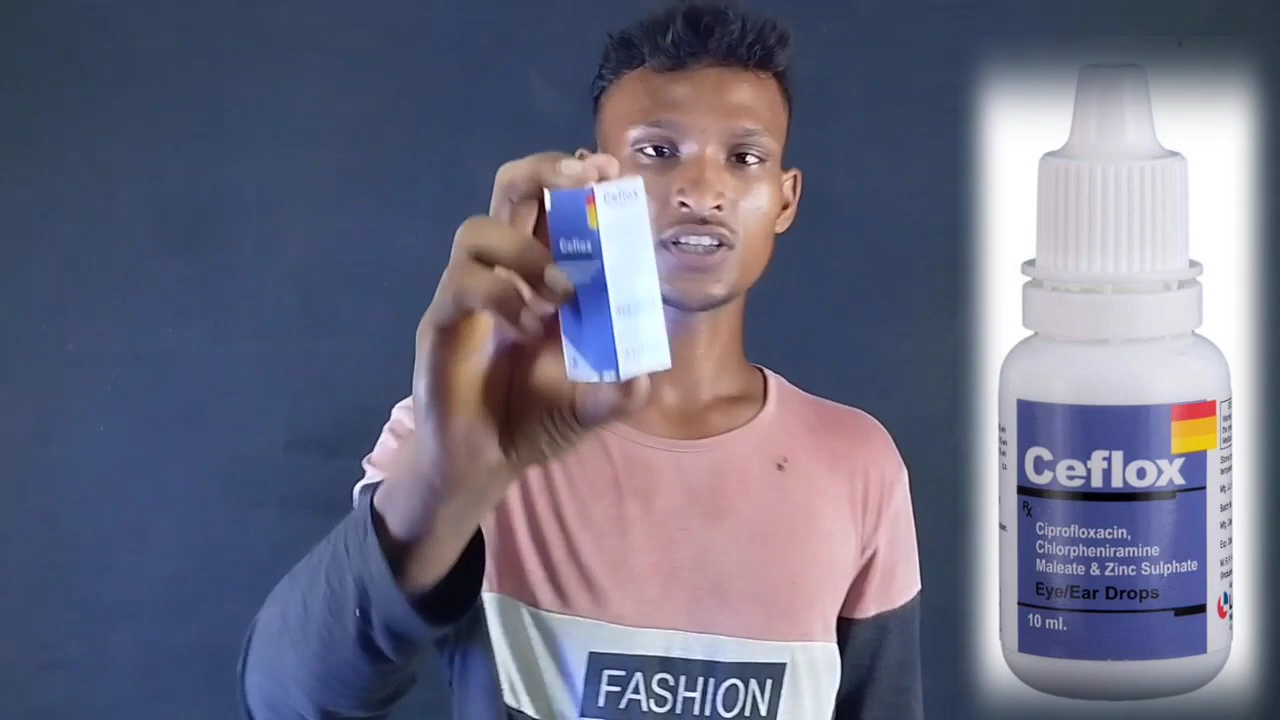 Ceflox
Ceflox
FASHION
Ceflox
Rx
Ciprofloxacin,
Chlorpheniramine
Maleate & Zinc Sulphate
Eye/Ear Drops
10 ml.